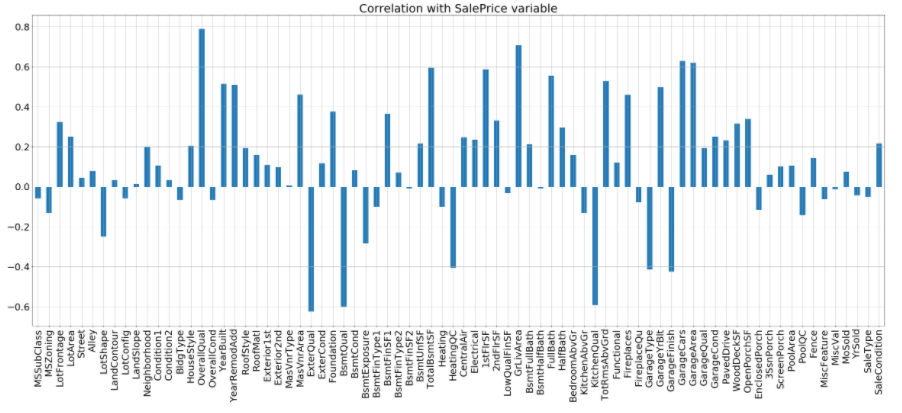 Correlation with SalePrice variable
0.8
0.6
0.4
0.2
0.0
−0.2
−0.4
−0.6
MSSubClass
MSZoning
LotFrontage
LotArea
Street
Alley
LotShape
LandContour
LotConfig
LandSlope
Neighborhood
Condition1
Condition2
BldgType
HouseStyle
OverallQual
OverallCond
YearBuilt
YearRemodAdd
RoofStyle
RoofMatl
Exterior1st
Exterior2nd
MasVnrType
MasVnrArea
ExterQual
ExterCond
Foundation
BsmtQual
BsmtCond
BsmtExposure
BsmtFinType1
BsmtFinSF1
BsmtFinType2
BsmtFinSF2
BsmtUnfSF
TotalBsmtSF
Heating
HeatingQC
CentralAir
Electrical
1stFlrSF
2ndFlrSF
LowQualFinSF
GrLivArea
BsmtFullBath
BsmtHalfBath
FullBath
HalfBath
BedroomAbvGr
KitchenAbvGr
KitchenQual
TotRmsAbvGrd
Functional
Fireplaces
FireplaceQu
GarageType
GarageYrBlt
GarageFinish
GarageCars
GarageArea
GarageQual
GarageCond
PavedDrive
WoodDeckSF
OpenPorchSF
EnclosedPorch
3SsnPorch
ScreenPorch
PoolArea
PoolQC
Fence
MiscFeature
MiscVal
MoSold
YrSold
SaleType
SaleCondition